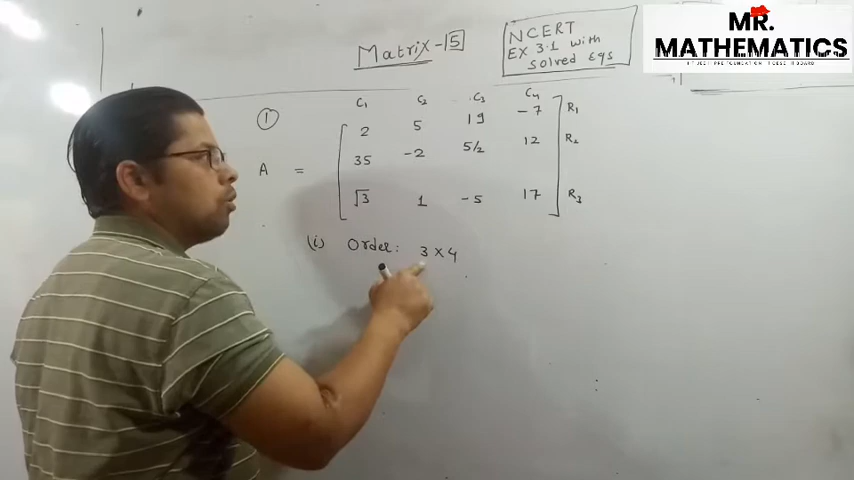 Matrix-15
NCERT
EX 3.1 with
solved Eqs
MR.
MATHEMATICS
C₁ C₂ C₃ C₄
①
2 5 19 -7 R₁
A = 35 -2 5/2 12 R₂
√3 1 -5 17 R₃
(i) Order: 3×4